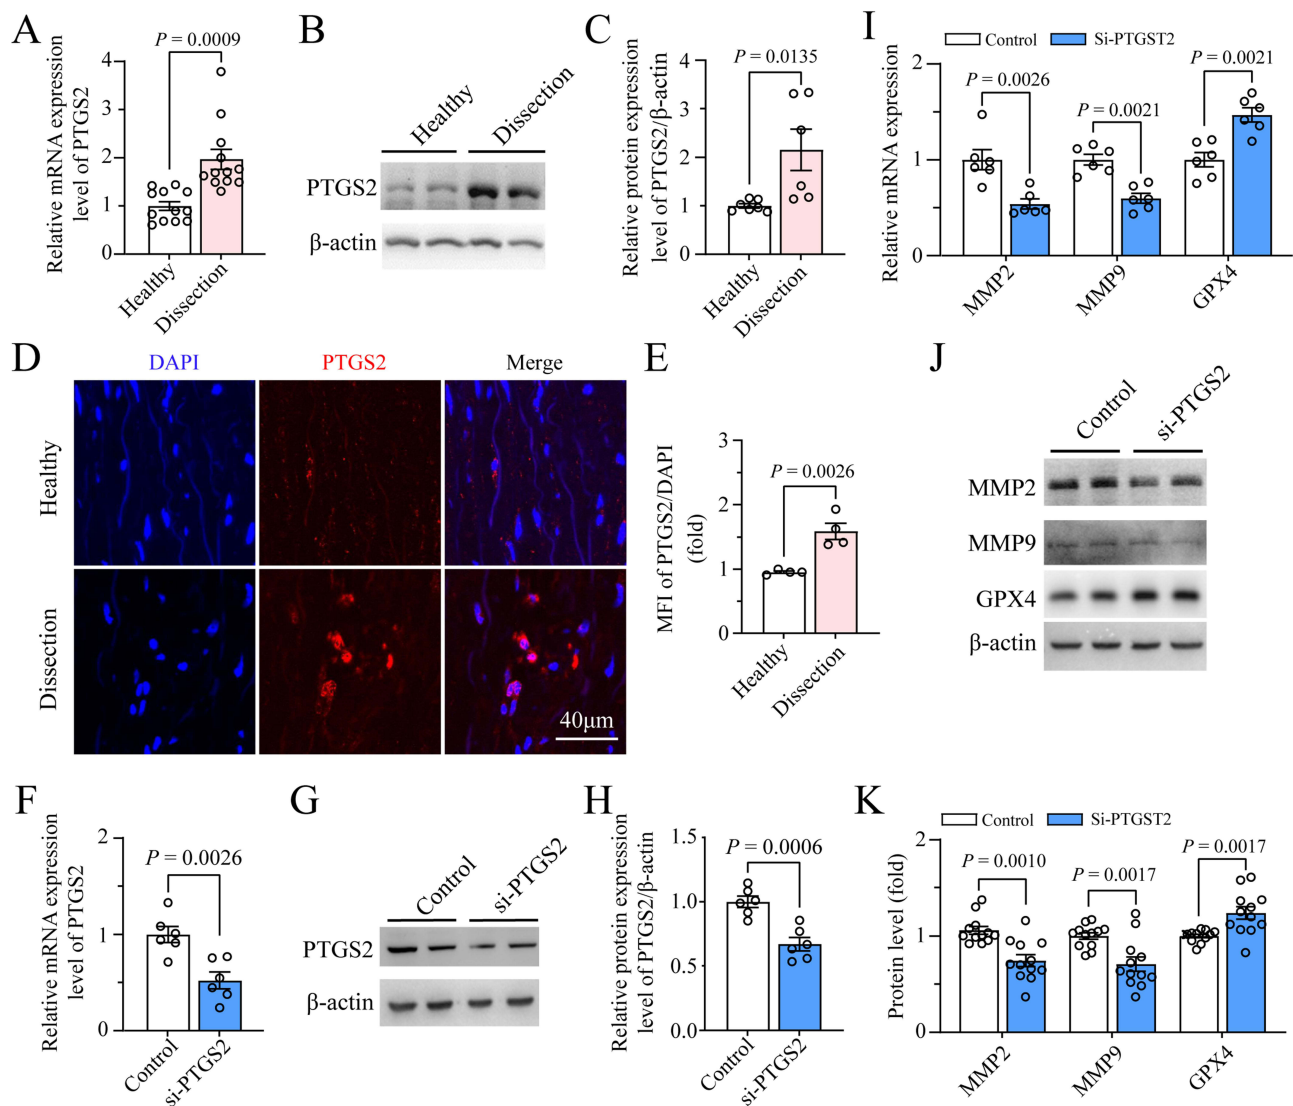 A
P = 0.0009
Relative mRNA expression
level of PTGS2
4
3
2
1
0
Healthy
Dissection
B
Healthy
Dissection
PTGS2
β-actin
C
P = 0.0135
Relative protein expression
level of PTGS2/β-actin
4
3
2
1
0
Healthy
Dissection
I
Control
Si-PTGST2
Relative mRNA expression
2
1
0
P = 0.0026
P = 0.0021
P = 0.0021
MMP2
MMP9
GPX4
D
DAPI
PTGS2
Merge
Healthy
Dissection
40μm
E
MFI of PTGS2/DAPI
(fold)
3
2
1
0
P = 0.0026
Healthy
Dissection
J
Control
si-PTGS2
MMP2
MMP9
GPX4
β-actin
F
Relative mRNA expression
level of PTGS2
2
1
0
P = 0.0026
Control
si-PTGS2
G
Control
si-PTGS2
PTGS2
β-actin
H
Relative protein expression
level of PTGS2/β-actin
1.5
1.0
0.5
0.0
P = 0.0006
Control
si-PTGS2
K
Control
Si-PTGST2
Protein level (fold)
2
1
0
P = 0.0010
P = 0.0017
P = 0.0017
MMP2
MMP9
GPX4